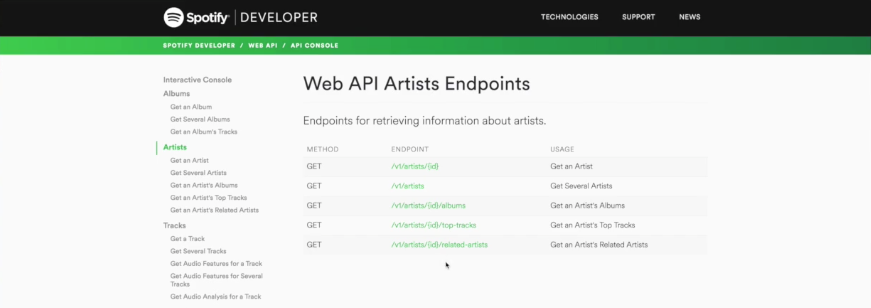 Spotify | DEVELOPER
TECHNOLOGIES SUPPORT NEWS
SPOTIFY DEVELOPER / WEB API / API CONSOLE
Interactive Console
Albums
Get an Album
Get Several Albums
Get an Album's Tracks
Artists
Get an Artist
Get Several Artists
Get an Artist's Albums
Get an Artist's Top Tracks
Get an Artist's Related Artists
Tracks
Get a Track
Get Several Tracks
Get Audio Features for a Track
Get Audio Features for Several
Tracks
Get Audio Analysis for a Track
Web API Artists Endpoints
Endpoints for retrieving information about artists.
METHOD ENDPOINT USAGE
GET /v1/artists/{id} Get an Artist
GET /v1/artists Get Several Artists
GET /v1/artists/{id}/albums Get an Artist's Albums
GET /v1/artists/{id}/top-tracks Get an Artist's Top Tracks
GET /v1/artists/{id}/related-artists Get an Artist's Related Artists